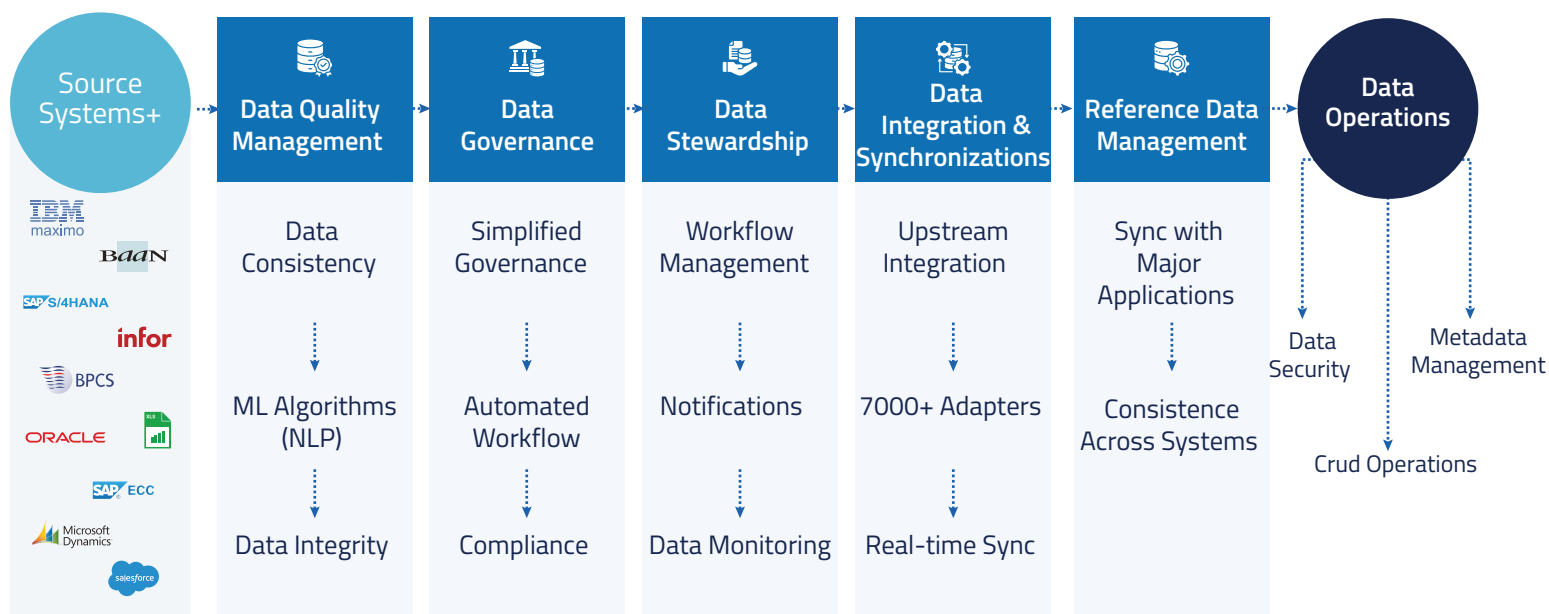 Source
Systems+
IBM
maximo
BaaN
SAP S/4HANA
infor
BPCS
ORACLE
XLS
SAP ECC
Microsoft
Dynamics
salesforce
Data Quality
Management
Data
Consistency
ML Algorithms
(NLP)
Data Integrity
Data
Governance
Simplified
Governance
Automated
Workflow
Compliance
Data
Stewardship
Workflow
Management
Notifications
Data Monitoring
Data
Integration &
Synchronizations
Upstream
Integration
7000+ Adapters
Real-time Sync
Reference Data
Management
Sync with
Major
Applications
Consistence
Across Systems
Data
Operations
Data
Security
Crud Operations
Metadata
Management